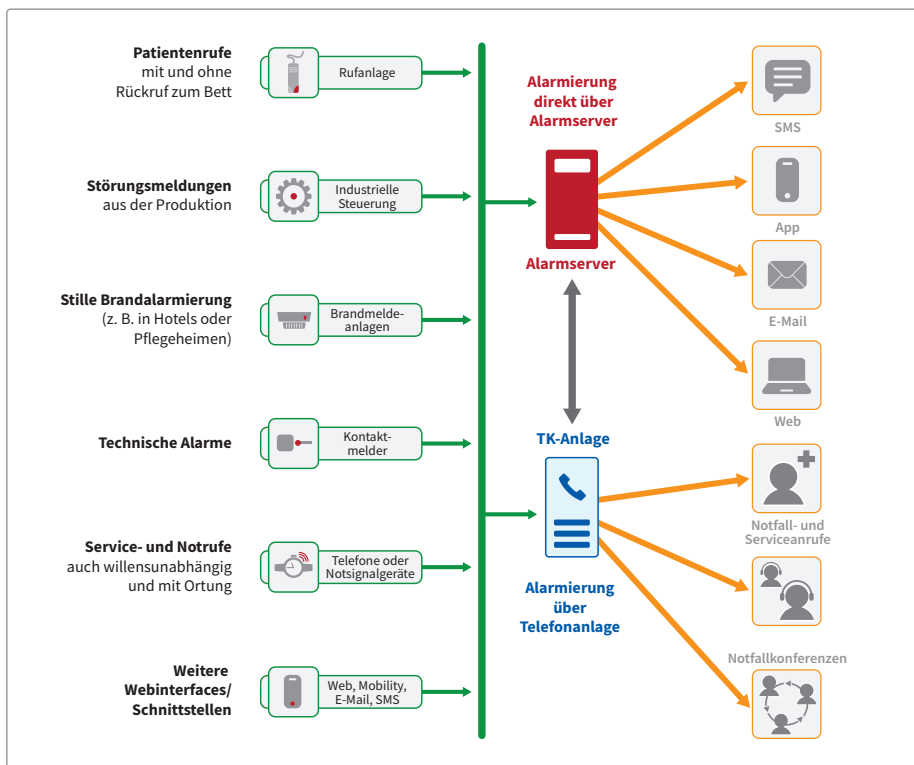 Patientenrufe
mit und ohne
Rückruf zum Bett
Rufanlage
Störungsmeldungen
aus der Produktion
Industrielle
Steuerung
Stille Brandalarmierung
(z. B. in Hotels oder
Pflegeheimen)
Brandmelde-
anlagen
Technische Alarme
Kontakt-
melder
Service- und Notrufe
auch willensunabhängig
und mit Ortung
Telefone oder
Notsignalgeräte
Weitere
Webinterfaces/
Schnittstellen
Web, Mobility,
E-Mail, SMS
Alarmierung
direkt über
Alarmserver
Alarmserver
TK-Anlage
Alarmierung
über
Telefonanlage
SMS
App
E-Mail
Web
Notfall- und
Serviceanrufe
Notfallkonferenzen